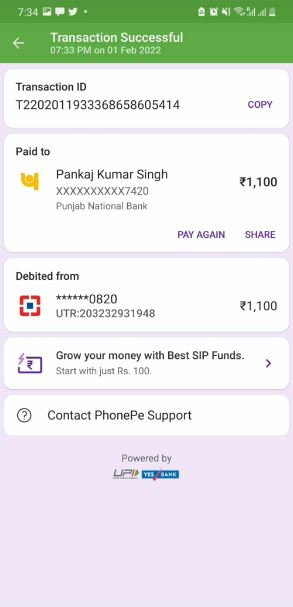 7:34
Transaction Successful
07:33 PM on 01 Feb 2022
Transaction ID
T2202011933368658605414 COPY
Paid to
Pankaj Kumar Singh ₹1,100
XXXXXXXXXX7420
Punjab National Bank
PAY AGAIN SHARE
Debited from
******0820 ₹1,100
UTR:203232931948
Grow your money with Best SIP Funds.
Start with just Rs. 100.
Contact PhonePe Support
Powered by
UPI YES BANK